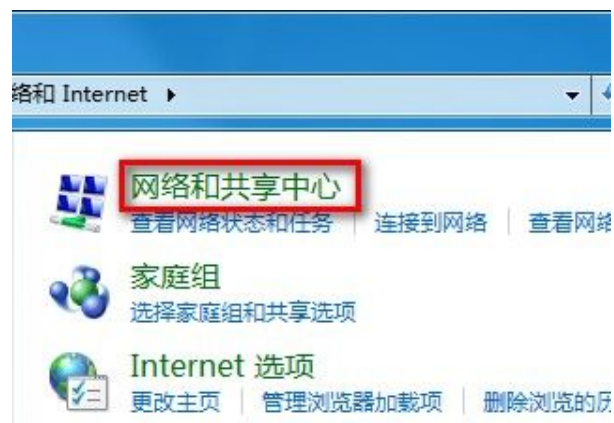 络和 Internet
网络和共享中心
查看网络状态和任务 连接到网络 查看网络
家庭组
选择家庭组和共享选项
Internet 选项
更改主页 管理浏览器加载项 删除浏览的历